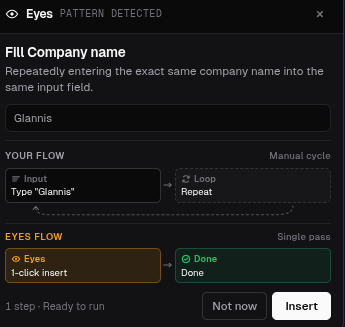 Eyes PATTERN DETECTED ×
Fill Company name
Repeatedly entering the exact same company name into the
same input field.
GIannis
YOUR FLOW Manual cycle
Input Loop
Type "GIannis" → Repeat
EYES FLOW Single pass
Eyes Done
1-click insert → Done
1 step · Ready to run Not now Insert